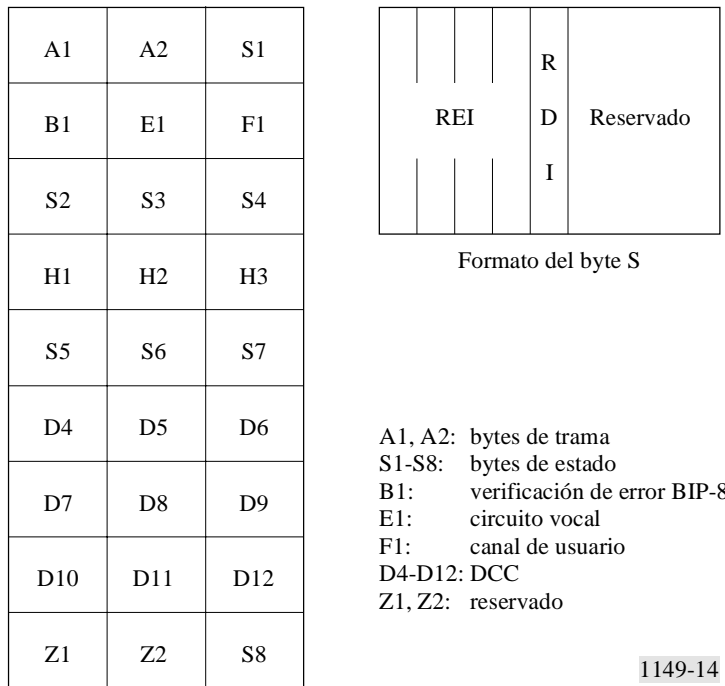 A1 A2 S1
B1 E1 F1
S2 S3 S4
H1 H2 H3
S5 S6 S7
D4 D5 D6
D7 D8 D9
D10 D11 D12
Z1 Z2 S8
REI
R
D
I
Reservado
Formato del byte S
A1, A2: bytes de trama
S1-S8: bytes de estado
B1: verificación de error BIP-8
E1: circuito vocal
F1: canal de usuario
D4-D12: DCC
Z1, Z2: reservado
1149-14